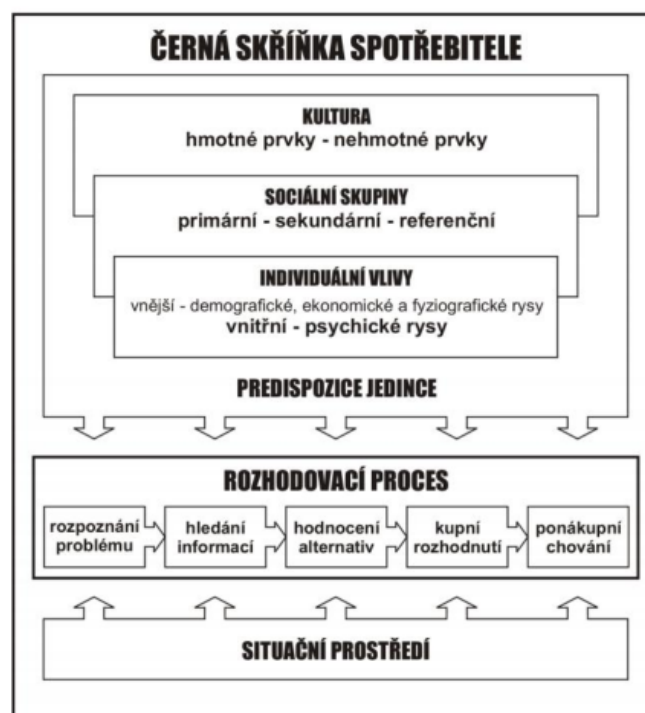 ČERNÁ SKŘÍŇKA SPOTŘEBITELE
KULTURA
hmotné prvky - nehmotné prvky
SOCIÁLNÍ SKUPINY
primární - sekundární - referenční
INDIVIDUÁLNÍ VLIVY
vnější - demografické, ekonomické a fyziografické rysy
vnitřní - psychické rysy
PREDISPOZICE JEDINCE
ROZHODOVACÍ PROCES
rozpoznání
problému
hledání
informací
hodnocení
alternativ
kupní
rozhodnutí
ponákupní
chování
SITUAČNÍ PROSTŘEDÍ